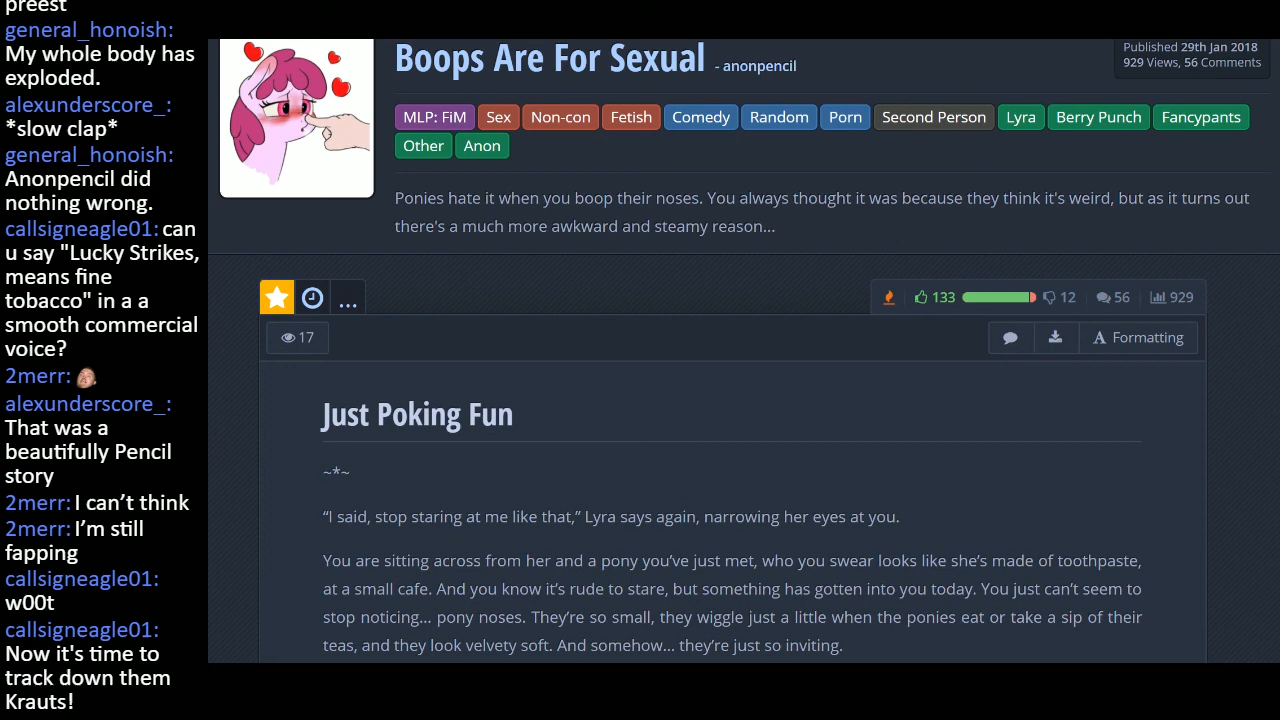 preest
general_honoish:
My whole body has
exploded.
alexunderscore_:
*slow clap*
general_honoish:
Anonpencil did
nothing wrong.
callsigneagle01: can
u say "Lucky Strikes,
means fine
tobacco" in a a
smooth commercial
voice?
2merr:
alexunderscore_:
That was a
beautifully Pencil
story
2merr: I can’t think
2merr: I’m still
fapping
callsigneagle01:
w00t
callsigneagle01:
Now it's time to
track down them
Krauts!
Boops Are For Sexual - anonpencil
Published 29th Jan 2018
929 Views, 56 Comments
MLP: FiM Sex Non-con Fetish Comedy Random Porn Second Person Lyra Berry Punch Fancypants
Other Anon
Ponies hate it when you boop their noses. You always thought it was because they think it's weird, but as it turns out
there's a much more awkward and steamy reason...
... 133 12 56 929
17 A Formatting
Just Poking Fun
~*~
“I said, stop staring at me like that,” Lyra says again, narrowing her eyes at you.
You are sitting across from her and a pony you’ve just met, who you swear looks like she’s made of toothpaste,
at a small cafe. And you know it’s rude to stare, but something has gotten into you today. You just can’t seem to
stop noticing... pony noses. They’re so small, they wiggle just a little when the ponies eat or take a sip of their
teas, and they look velvety soft. And somehow... they’re just so inviting.